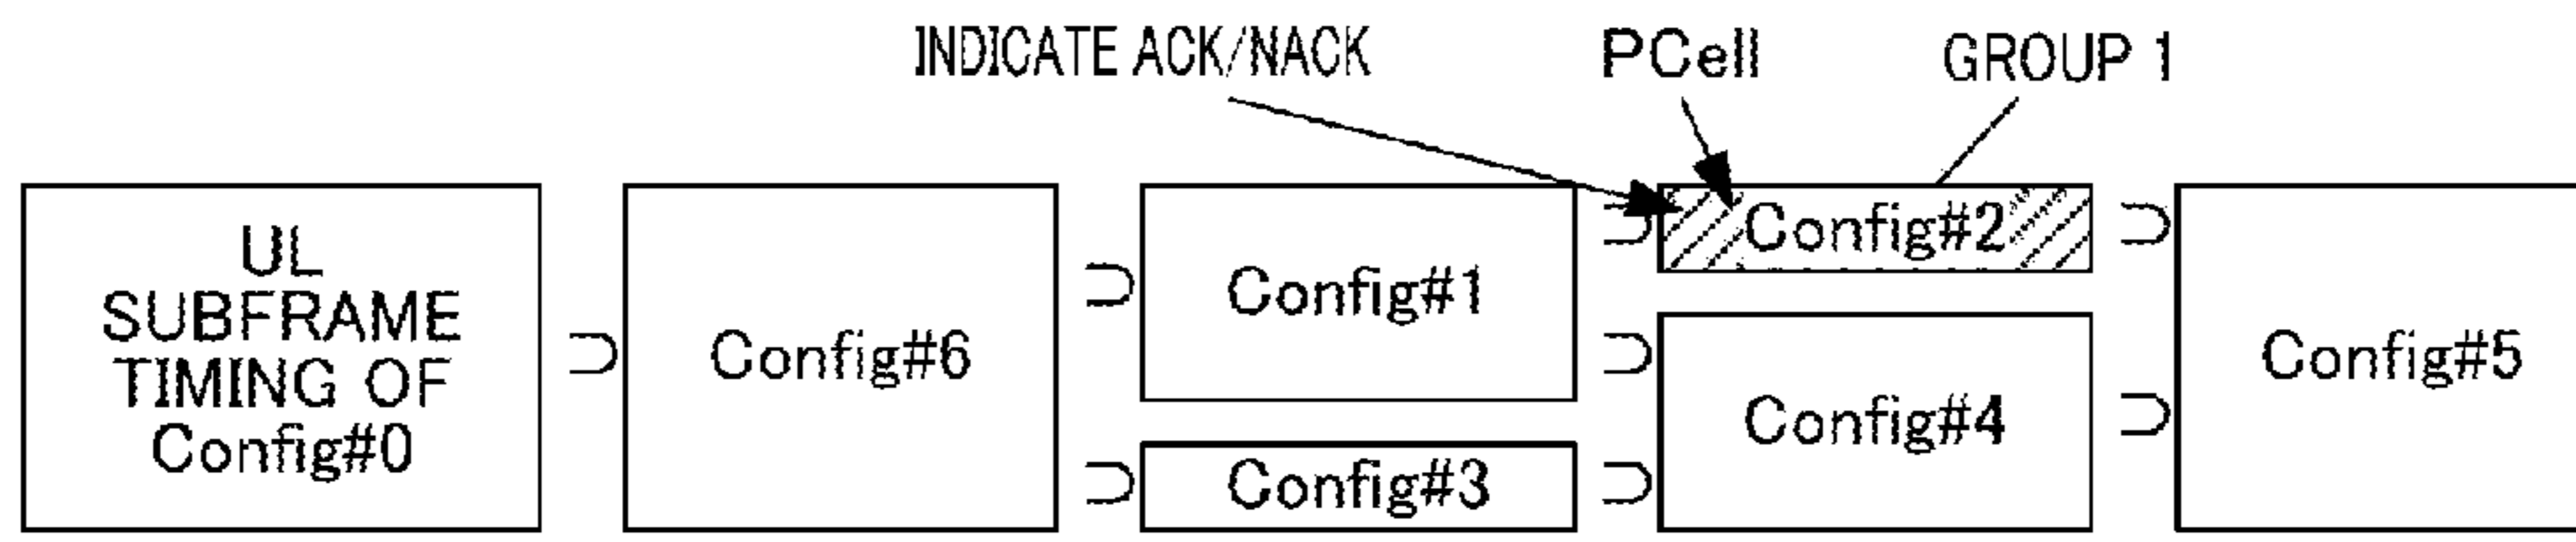 INDICATE ACK/NACK
PCell
GROUP 1
UL
SUBFRAME
TIMING OF
Config#0
⊃
Config#6
⊃
Config#1
⊃
Config#2
⊃
Config#5
⊃
Config#4
⊃
⊃
Config#3
⊃